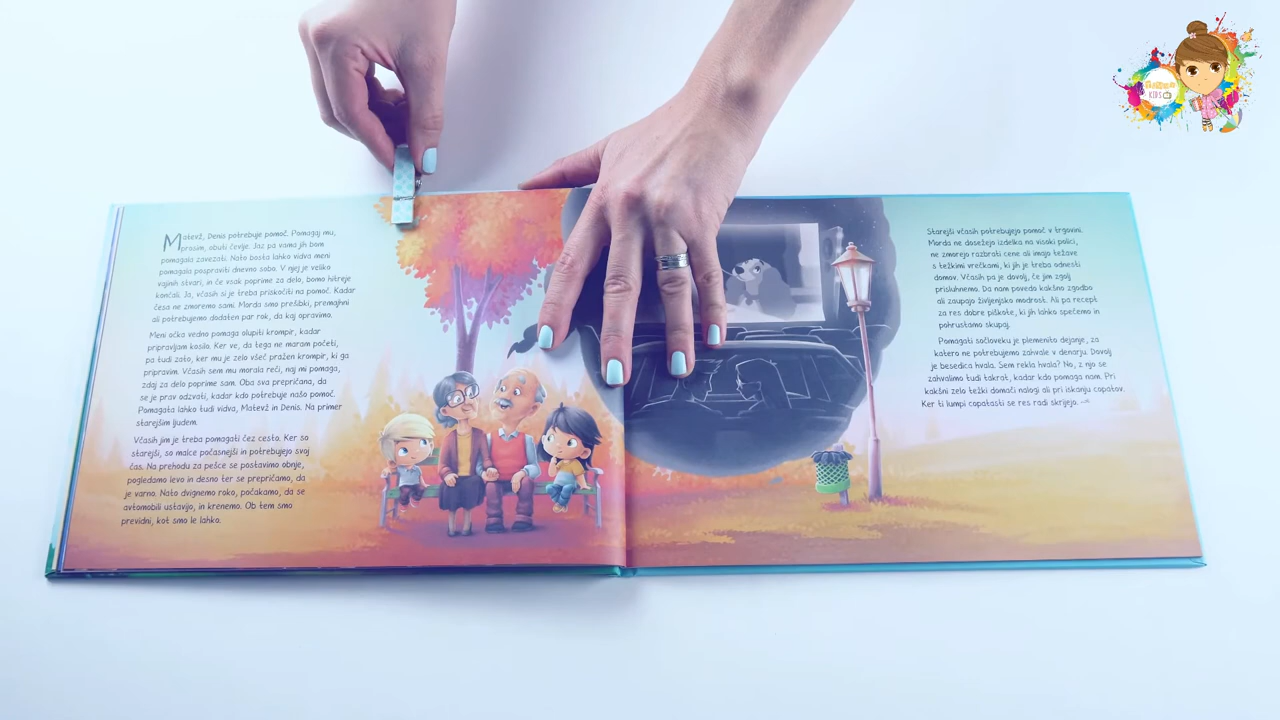 Matevž, Denis potrebuje pomoč. Pomagaj mu,
prosim, obuti čevlje. Jaz pa vama jih bom
pomagala zavezati. Nato bosta lahko vidva meni
pomagala pospraviti dnevno sobo. V njej je veliko
vajinih stvari, in če vsak poprime za delo, bomo hitreje
končali. Ja, včasih si je treba priskočiti na pomoč. Kadar
česa ne zmoremo sami. Morda smo prešibki, premajhni
ali potrebujemo dodaten par rok, da kaj opravimo.
Meni očka vedno pomaga olupiti krompir, kadar
pripravljam kosilo. Ker ve, da tega ne maram početi,
pa tudi zato, ker mu je zelo všeč pražen krompir, ki ga
pripravim. Včasih sem mu morala reči, naj mi pomaga,
zdaj za delo poprime sam. Oba sva prepričana, da
se je prav odzvati, kadar kdo potrebuje našo pomoč.
Pomagata lahko tudi vidva, Matevž in Denis. Na primer
starejšim ljudem.
Včasih jim je treba pomagati čez cesto. Ker so
starejši, so malce počasnejši in potrebujejo svoj
čas. Na prehodu za pešce se postavimo obnje,
pogledamo levo in desno ter se prepričamo, da
je varno. Nato dvignemo roko, počakamo, da se
avtomobili ustavijo, in krenemo. Ob tem smo
previdni, kot smo le lahko.
Starejši včasih potrebujejo pomoč v trgovini.
Morda ne dosežejo izdelka na visoki polici,
ne zmorejo razbrati cene ali imajo težave
s težkimi vrečkami, ki jih je treba odnesti
domov. Včasih pa je dovolj, če jim zgolj
prisluhnemo. Da nam povedo kakšno zgodbo
ali zaupajo življenjsko modrost. Ali pa recept
za res dobre piškote, ki jih lahko spečemo in
pohrustamo skupaj.
Pomagati sočloveku je plemenito dejanje, za
katero ne potrebujemo zahvale v denarju. Dovolj
je besedica hvala. Sem rekla hvala? No, z njo se
zahvalimo tudi takrat, kadar kdo pomaga nam. Pri
kakšni zelo težki domači nalogi ali pri iskanju copatov.
Ker ti lumpi copatasti se res radi skrijejo.
KIDS